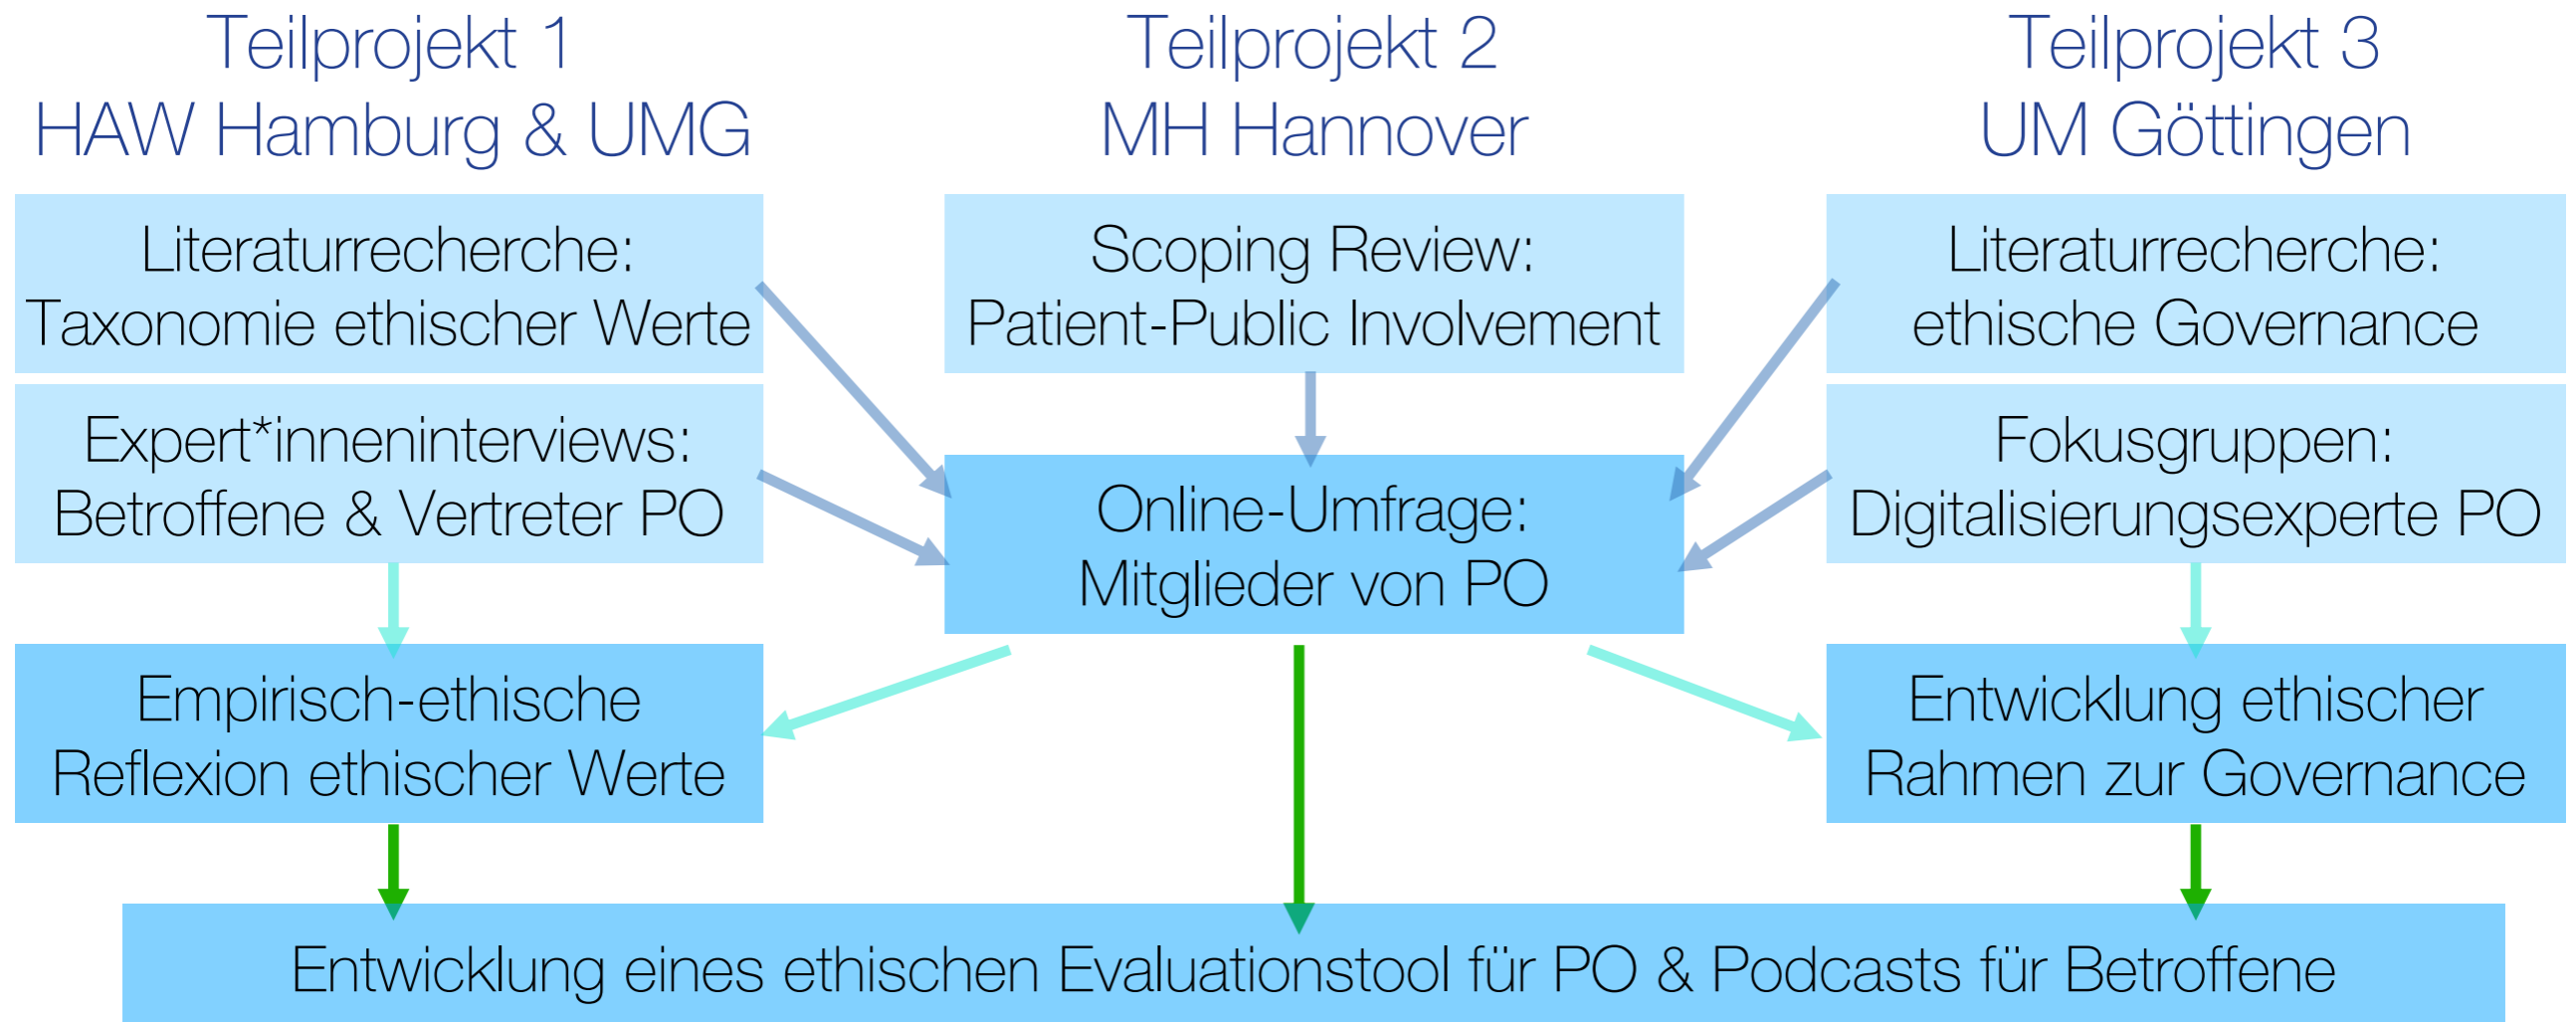 Teilprojekt 1
HAW Hamburg & UMG
Teilprojekt 2
MH Hannover
Teilprojekt 3
UM Göttingen
Literaturrecherche:
Taxonomie ethischer Werte
Scoping Review:
Patient-Public Involvement
Literaturrecherche:
ethische Governance
Expert*inneninterviews:
Betroffene & Vertreter PO
Online-Umfrage:
Mitglieder von PO
Fokusgruppen:
Digitalisierungsexperte PO
Empirisch-ethische
Reflexion ethischer Werte
Entwicklung ethischer
Rahmen zur Governance
Entwicklung eines ethischen Evaluationstool für PO & Podcasts für Betroffene